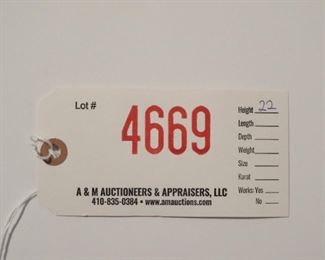 Lot #
4669
Height 22
Length
Depth
Weight
Size
Karat
Works: Yes
No
A & M AUCTIONEERS & APPRAISERS, LLC
410-835-0384 • www.amauctions.com